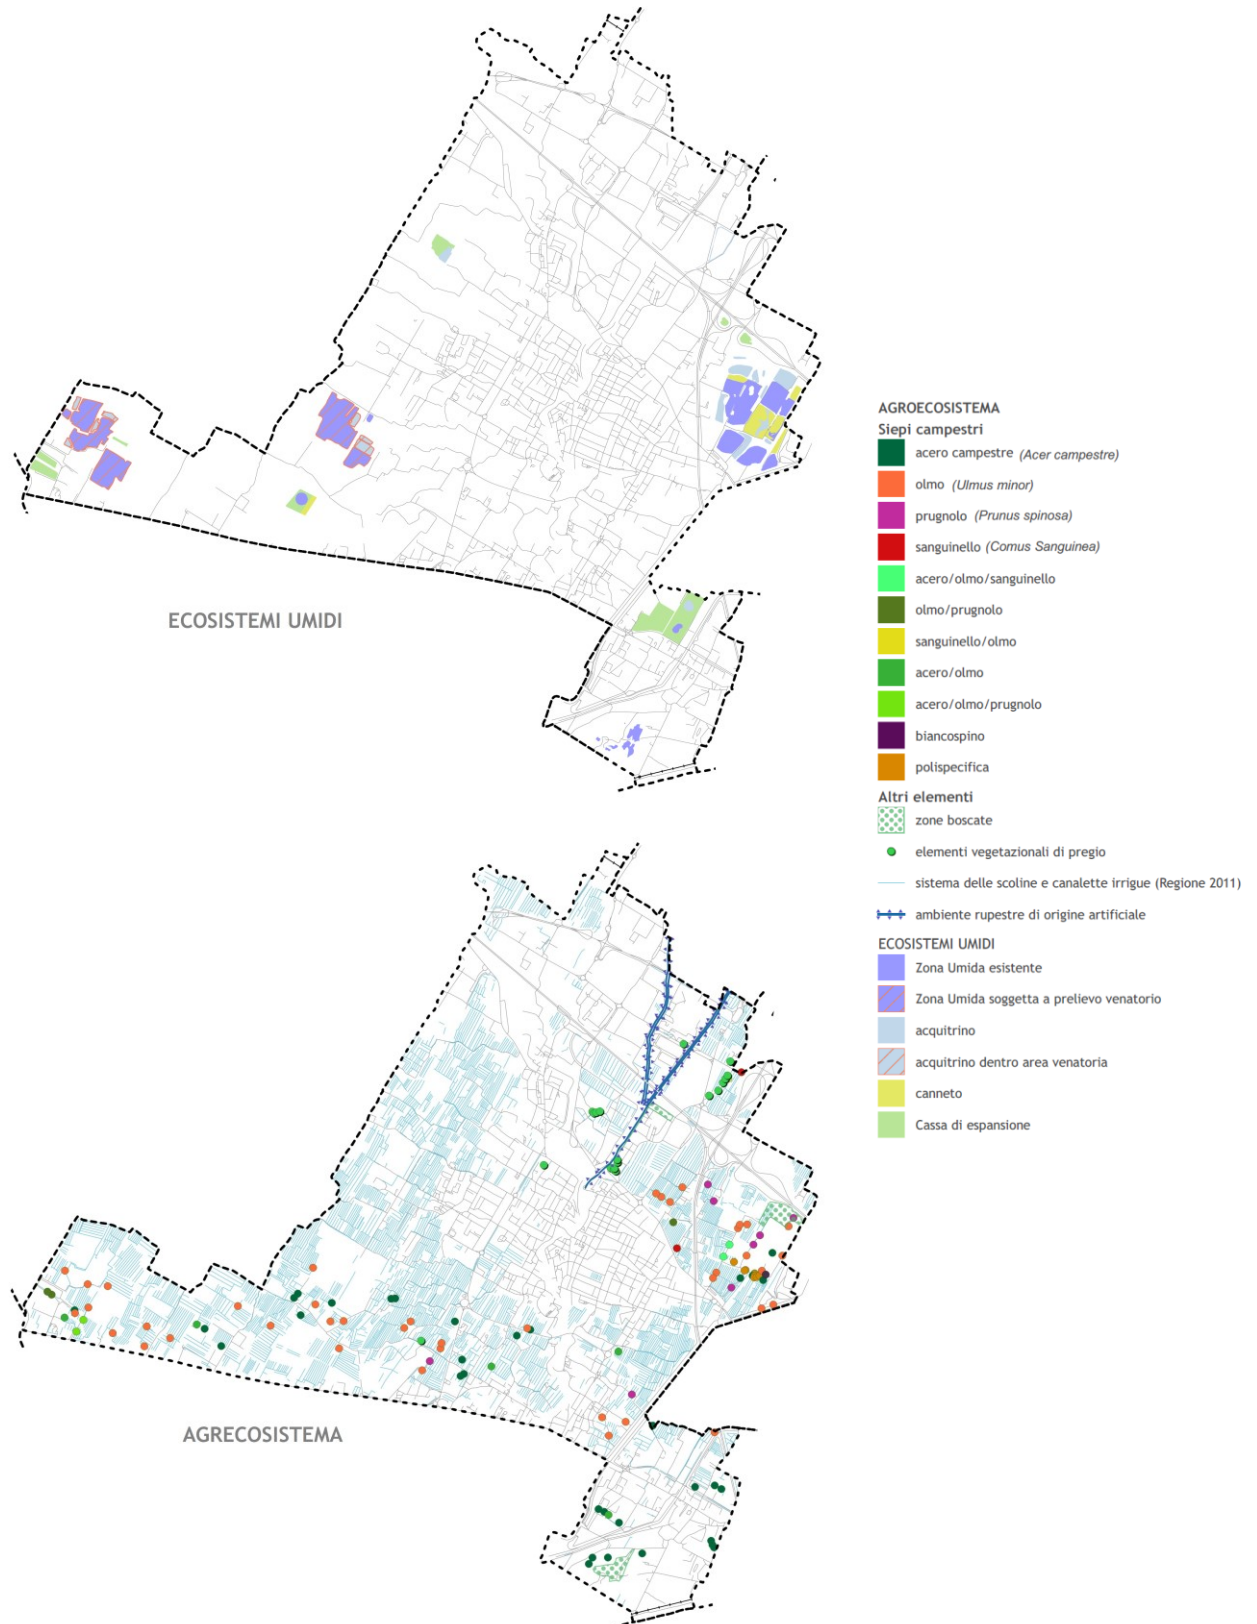 ECOSISTEMI UMIDI
AGROECOSISTEMA
Siepi campestri
acero campestre (Acer campestre)
olmo (Ulmus minor)
prugnolo (Prunus spinosa)
sanguinello (Cornus Sanguinea)
acero/olmo/sanguinello
olmo/prugnolo
sanguinello/olmo
acero/olmo
acero/olmo/prugnolo
biancospino
polispecifica
Altri elementi
zone boscate
elementi vegetazionali di pregio
sistema delle scoline e canalette irrigue (Regione 2011)
ambiente rupestre di origine artificiale
ECOSISTEMI UMIDI
Zona Umida esistente
Zona Umida soggetta a prelievo venatorio
acquitrino
acquitrino dentro area venatoria
canneto
Cassa di espansione
AGRECOSISTEMA